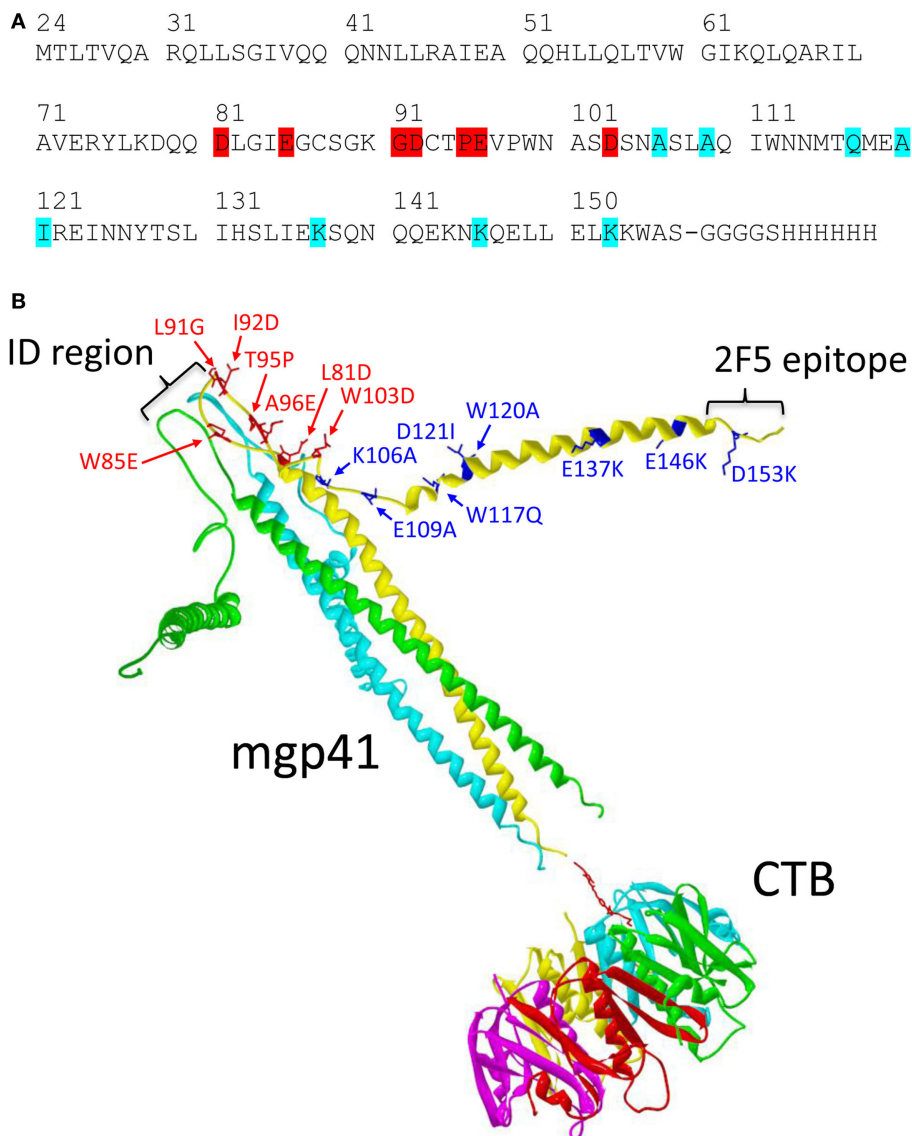 A
24 31 41 51 61
MTLTVQA RQLLSGIVQQ QNNLLRAIEA QQHLLQLTVW GIKQLQARIL
71 81 91 101 111
AVERYLKDQQ DLGIEGCSGK GDCTPEVPWN ASDSNASLAQ IWNNMTQMEA
121 131 141 150
IREINNYTSL IHSLIEKSQN QQEKNKQELL ELKKWAS-GGGGSHHHHHH
B
L91G I92D
ID region
T95P
A96E
L81D
W103D
W85E
K106A
E109A
D121I
W120A
W117Q
E137K
E146K
D153K
2F5 epitope
mgp41
CTB